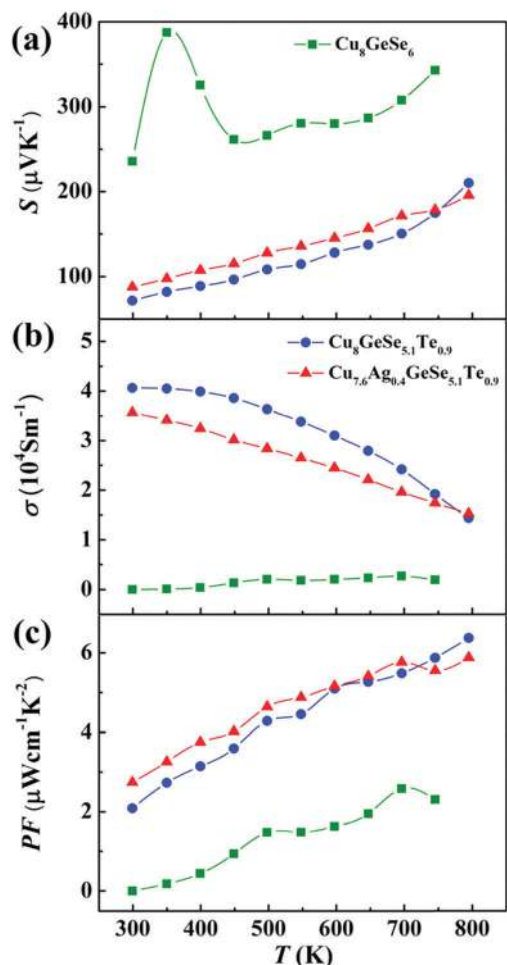 (a)
400
300
200
100
S (μVK⁻¹)
Cu₈GeSe₆
(b)
5
4
3
2
1
0
σ (10⁴Sm⁻¹)
Cu₈GeSe₅.₁Te₀.₉
Cu₇.₆Ag₀.₄GeSe₅.₁Te₀.₉
(c)
6
4
2
0
PF (μWcm⁻¹K⁻²)
300 400 500 600 700 800
T (K)